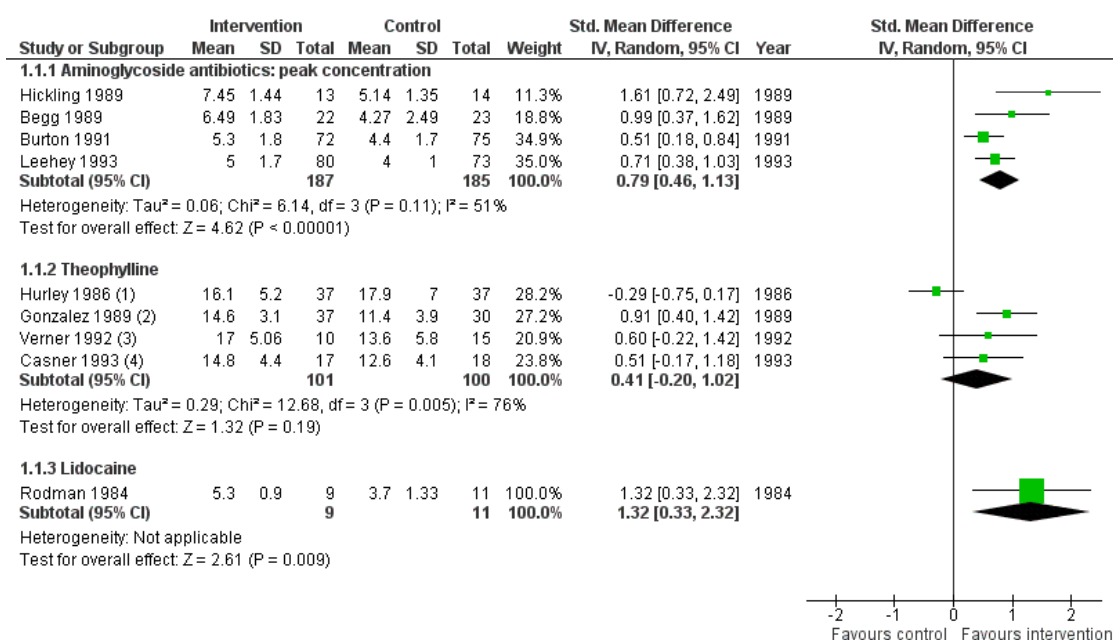 Intervention Control Std. Mean Difference Std. Mean Difference
Study or Subgroup Mean SD Total Mean SD Total Weight IV, Random, 95% CI Year IV, Random, 95% CI
1.1.1 Aminoglycoside antibiotics: peak concentration
Hickling 1989 7.45 1.44 13 5.14 1.35 14 11.3% 1.61 [0.72, 2.49] 1989
Begg 1989 6.49 1.83 22 4.27 2.49 23 18.8% 0.99 [0.37, 1.62] 1989
Burton 1991 5.3 1.8 72 4.4 1.7 75 34.9% 0.51 [0.18, 0.84] 1991
Leehey 1993 5 1.7 80 4 1 73 35.0% 0.71 [0.38, 1.03] 1993
Subtotal (95% CI) 187 185 100.0% 0.79 [0.46, 1.13]
Heterogeneity: Tau² = 0.06; Chi² = 6.14, df = 3 (P = 0.11); I² = 51%
Test for overall effect: Z = 4.62 (P < 0.00001)
1.1.2 Theophylline
Hurley 1986 (1) 16.1 5.2 37 17.9 7 37 28.2% -0.29 [-0.75, 0.17] 1986
Gonzalez 1989 (2) 14.6 3.1 37 11.4 3.9 30 27.2% 0.91 [0.40, 1.42] 1989
Verner 1992 (3) 17 5.06 10 13.6 5.8 15 20.9% 0.60 [-0.22, 1.42] 1992
Casner 1993 (4) 14.8 4.4 17 12.6 4.1 18 23.8% 0.51 [-0.17, 1.18] 1993
Subtotal (95% CI) 101 100 100.0% 0.41 [-0.20, 1.02]
Heterogeneity: Tau² = 0.29; Chi² = 12.68, df = 3 (P = 0.005); I² = 76%
Test for overall effect: Z = 1.32 (P = 0.19)
1.1.3 Lidocaine
Rodman 1984 5.3 0.9 9 3.7 1.33 11 100.0% 1.32 [0.33, 2.32] 1984
Subtotal (95% CI) 9 11 100.0% 1.32 [0.33, 2.32]
Heterogeneity: Not applicable
Test for overall effect: Z = 2.61 (P = 0.009)
-2 -1 0 1 2
Favours control Favours intervention